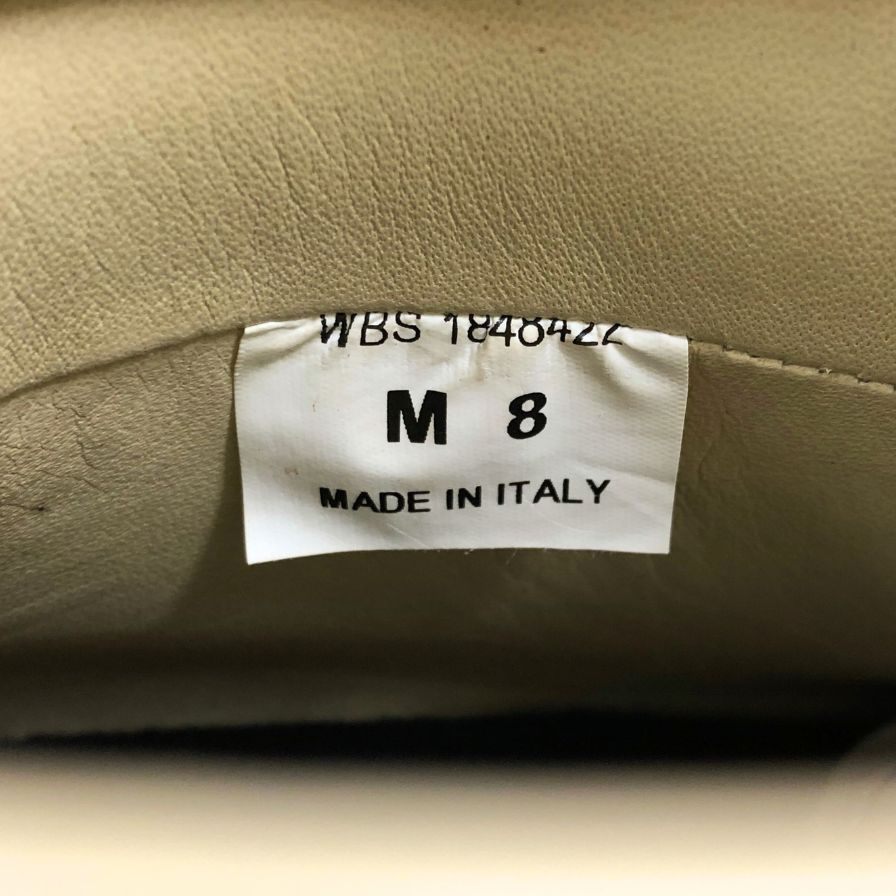 WBS 1848422
M 8
MADE IN ITALY